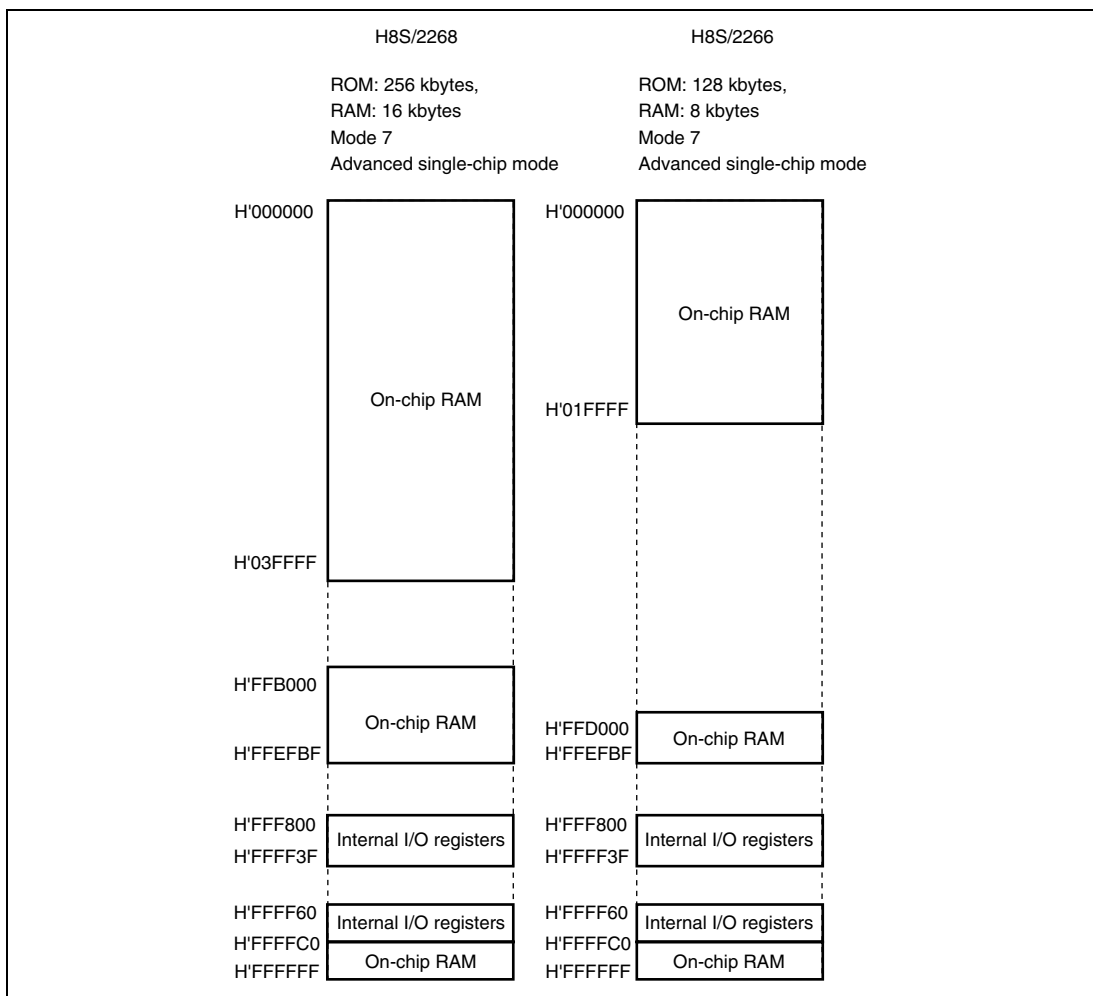 H8S/2268
ROM: 256 kbytes,
RAM: 16 kbytes
Mode 7
Advanced single-chip mode
H'000000
On-chip RAM
H'03FFFF
H'FFB000
On-chip RAM
H'FFEFBF
H'FFF800
Internal I/O registers
H'FFFF3F
H'FFFF60
Internal I/O registers
H'FFFFC0
On-chip RAM
H'FFFFFF
H8S/2266
ROM: 128 kbytes,
RAM: 8 kbytes
Mode 7
Advanced single-chip mode
H'000000
On-chip RAM
H'01FFFF
H'FFD000
On-chip RAM
H'FFEFBF
H'FFF800
Internal I/O registers
H'FFFF3F
H'FFFF60
Internal I/O registers
H'FFFFC0
On-chip RAM
H'FFFFFF